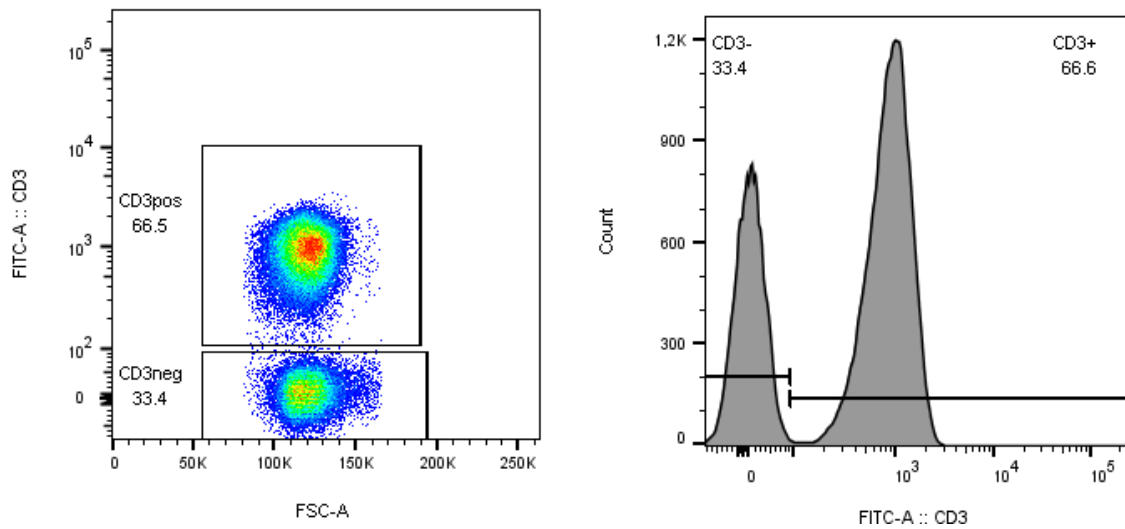 10^5
10^4
CD3pos
66.5
10^3
10^2
CD3neg
33.4
0
0 50K 100K 150K 200K 250K
FITC-A :: CD3
FSC-A
1,2K
CD3- CD3+
33.4 66.6
900
600
300
0
0 10^3 10^4 10^5
Count
FITC-A :: CD3